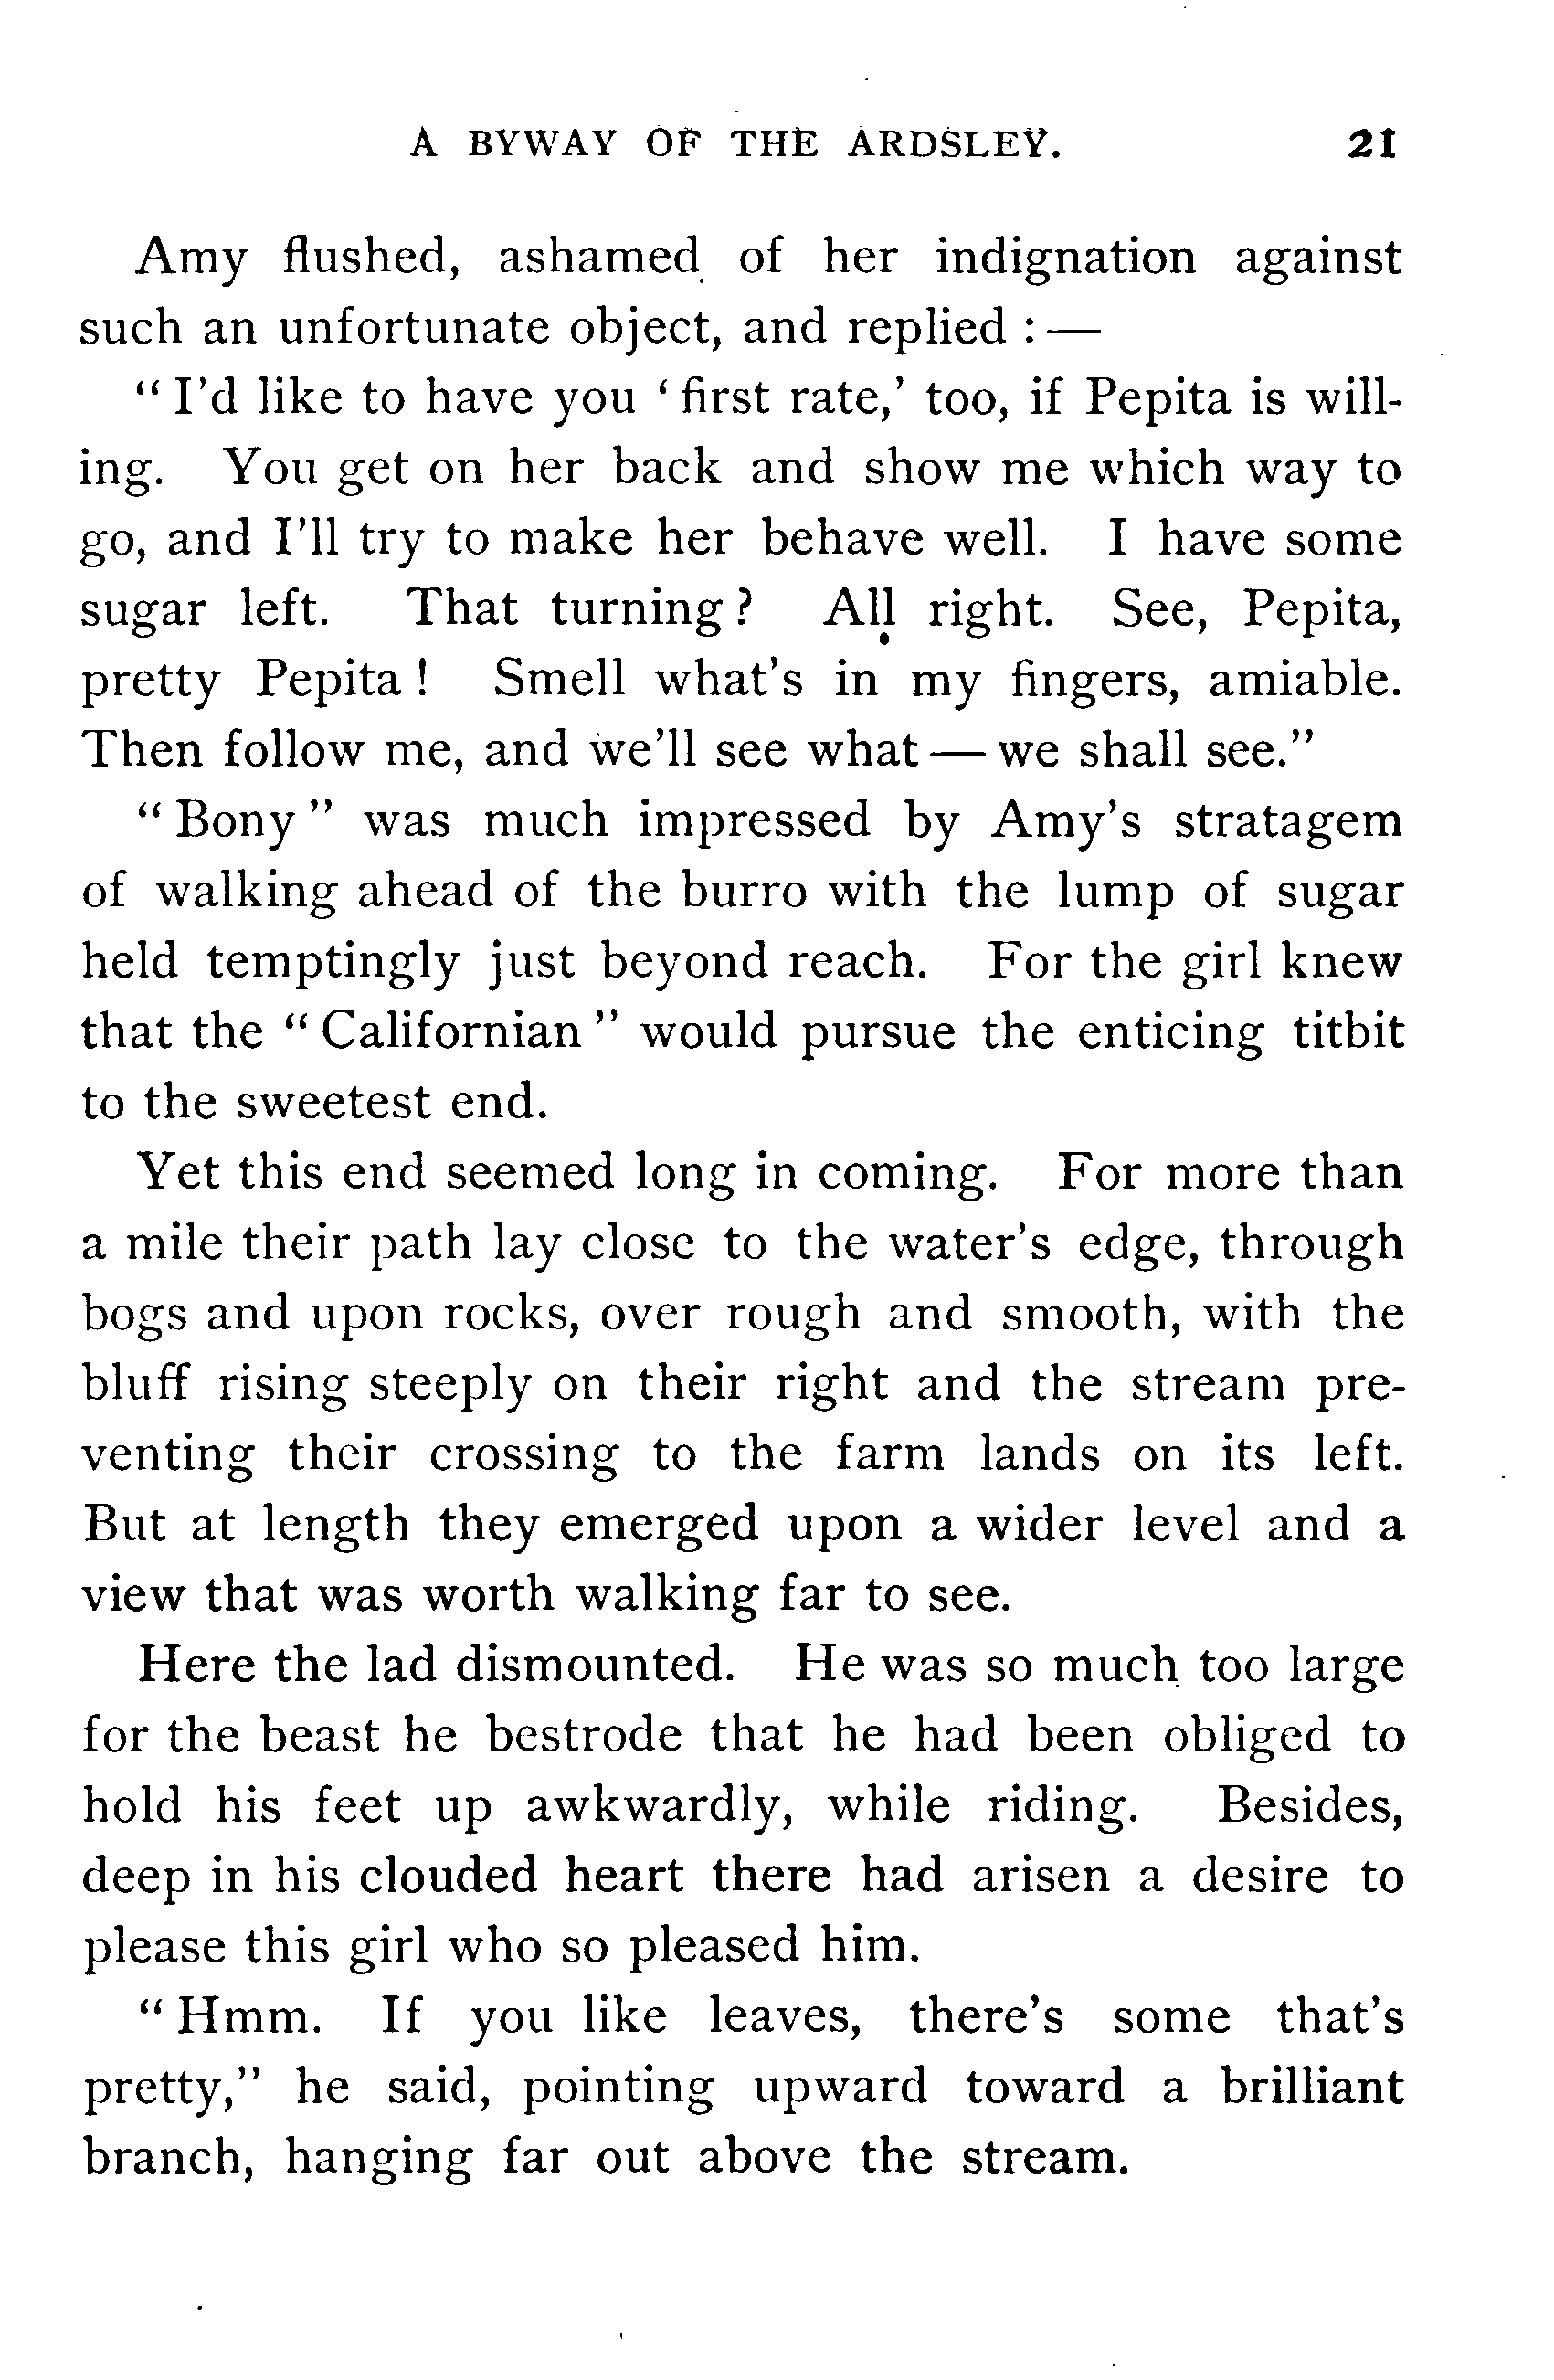 A BYWAY OF THE ARDSLEY. 21
Amy flushed, ashamed of her indignation against
such an unfortunate object, and replied : —
“ I’d like to have you ‘ first rate,’ too, if Pepita is will-
ing. You get on her back and show me which way to
go, and I’ll try to make her behave well. I have some
sugar left. That turning ? All right. See, Pepita,
pretty Pepita ! Smell what’s in my fingers, amiable.
Then follow me, and we’ll see what — we shall see.”
“ Bony ” was much impressed by Amy’s stratagem
of walking ahead of the burro with the lump of sugar
held temptingly just beyond reach. For the girl knew
that the “ Californian ” would pursue the enticing titbit
to the sweetest end.
Yet this end seemed long in coming. For more than
a mile their path lay close to the water’s edge, through
bogs and upon rocks, over rough and smooth, with the
bluff rising steeply on their right and the stream pre-
venting their crossing to the farm lands on its left.
But at length they emerged upon a wider level and a
view that was worth walking far to see.
Here the lad dismounted. He was so much too large
for the beast he bestrode that he had been obliged to
hold his feet up awkwardly, while riding. Besides,
deep in his clouded heart there had arisen a desire to
please this girl who so pleased him.
“ Hmm. If you like leaves, there’s some that’s
pretty,” he said, pointing upward toward a brilliant
branch, hanging far out above the stream.